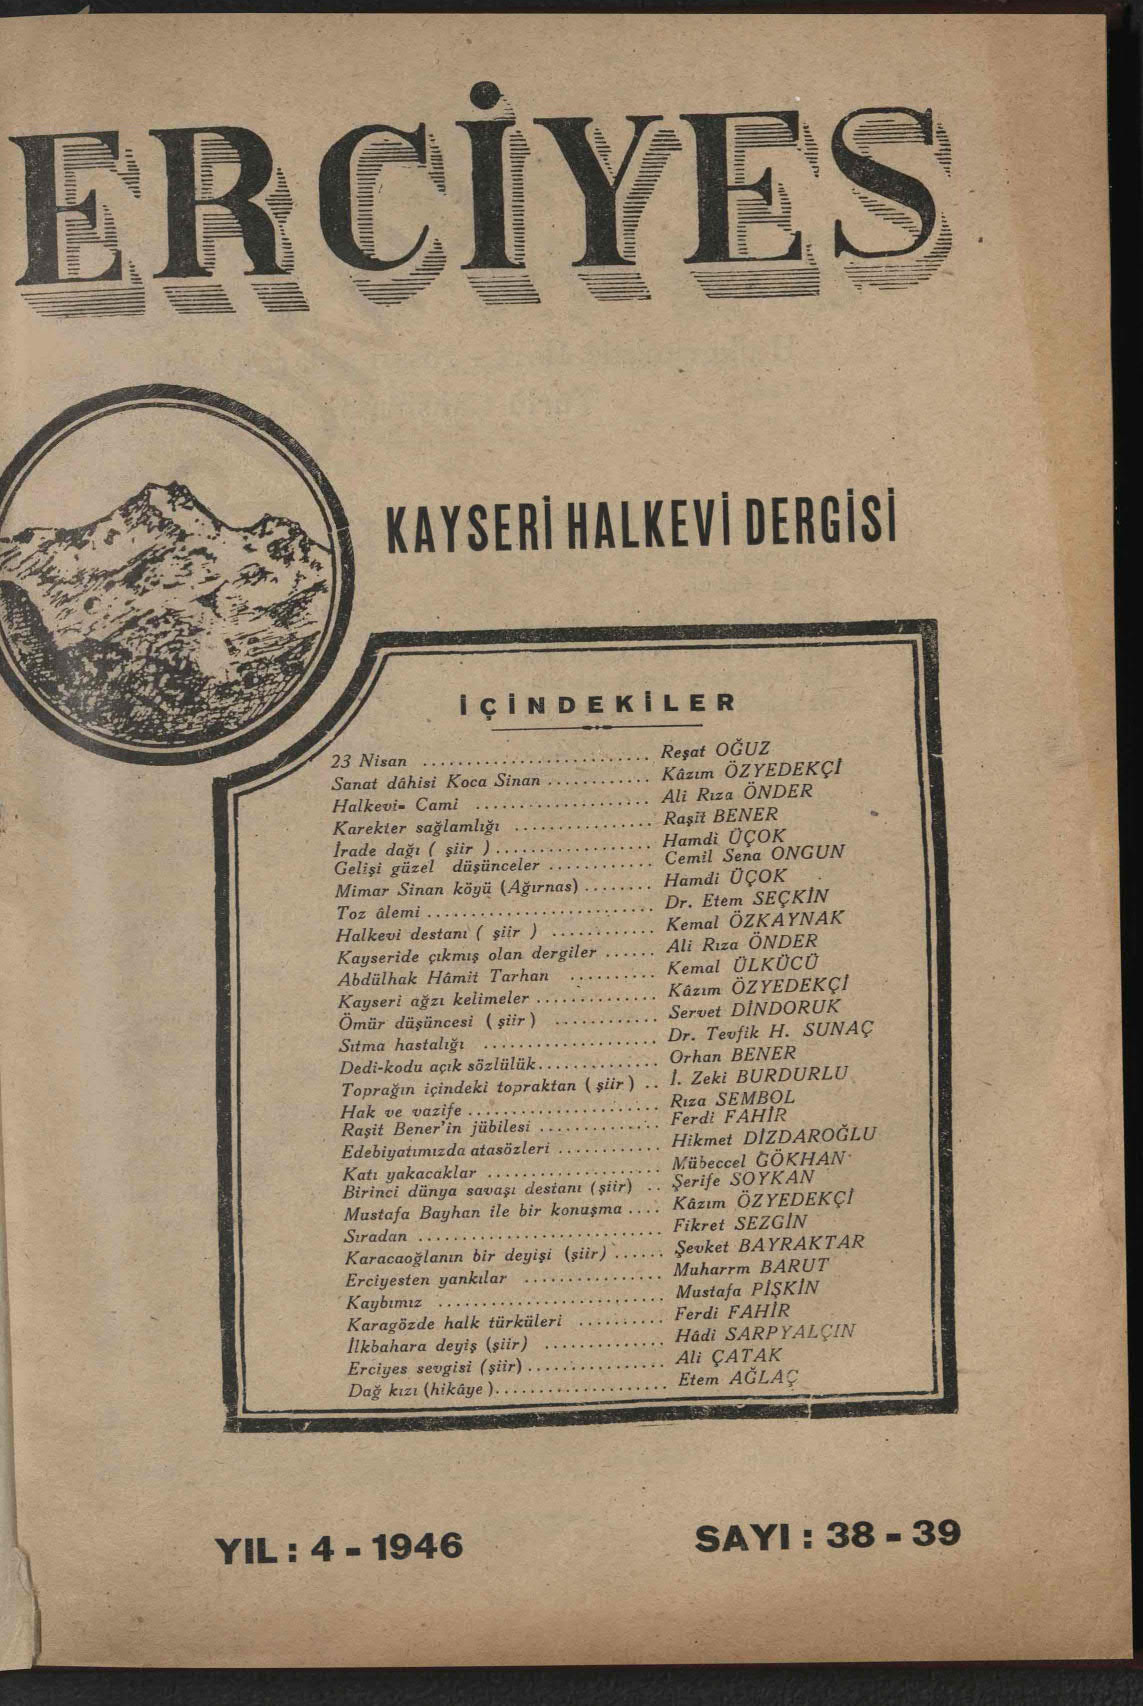 ERCİYES
KAYSERİ HALKEVİ DERGİSİ
İÇİNDEKİLER
23 Nisan .......................... Reşat OĞUZ
Sanat dâhisi Koca Sinan ............ Kâzım ÖZYEDEKÇİ
Halkevi- Cami .................... Ali Rıza ÖNDER
Karekter sağlamlığı ................ Raşit BENER
İrade dağı ( şiir ) .................. Hamdi ÜÇOK
Gelişi güzel düşünceler ............ Cemil Sena ONGUN
Mimar Sinan köyü (Ağırnas) ........ Hamdi ÜÇOK
Toz âlemi .......................... Dr. Etem SEÇKİN
Halkevi destanı ( şiir ) ............ Kemal ÖZKAYNAK
Kayseride çıkmış olan dergiler ...... Ali Rıza ÖNDER
Abdülhak Hâmit Tarhan .......... Kemal ÜLKÜCÜ
Kayseri ağzı kelimeler .............. Kâzım ÖZYEDEKÇİ
Ömür düşüncesi ( şiir ) ............ Servet DİNDORUK
Sıtma hastalığı .................... Dr. Tevfik H. SUNAÇ
Dedi-kodu açık sözlülük.............. Orhan BENER
Toprağın içindeki topraktan ( şiir ) .. İ. Zeki BURDURLU
Hak ve vazife ...................... Rıza SEMBOL
Raşit Bener'in jübilesi .............. Ferdi FAHİR
Edebiyatımızda atasözleri ............ Hikmet DİZDAROĞLU
Katı yakacaklar .................... Mübeccel GÖKHAN
Birinci dünya savaşı destanı (şiir) .. Şerife SOYKAN
Mustafa Bayhan ile bir konuşma .... Kâzım ÖZYEDEKÇİ
Sıradan ............................ Fikret SEZGİN
Karacaoğlanın bir deyişi (şiir) ...... Şevket BAYRAKTAR
Erciyesten yankılar ................ Muharrm BARUT
Kaybımız .......................... Mustafa PİŞKİN
Karagözde halk türküleri .......... Ferdi FAHİR
İlkbahara deyiş (şiir) .............. Hâdi SARPYALÇIN
Erciyes sevgisi (şiir) ................ Ali ÇATAK
Dağ kızı (hikâye ).................... Etem AĞLAÇ
YIL : 4 - 1946 SAYI : 38 - 39